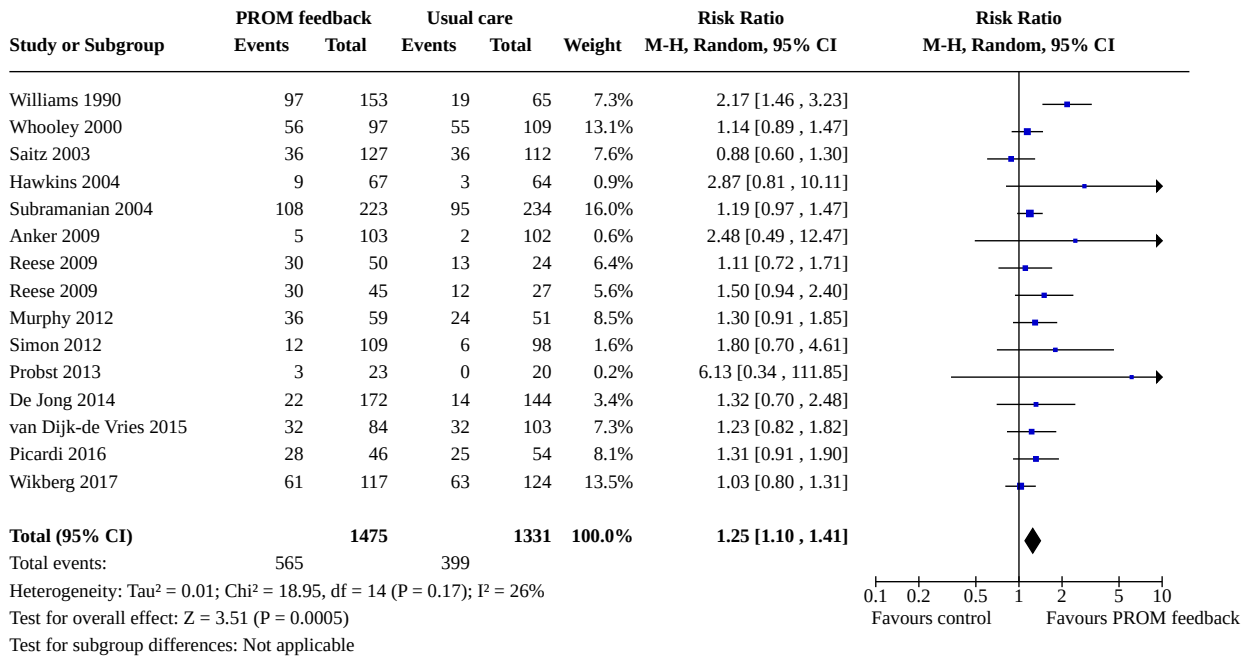 PROM feedback Usual care Risk Ratio Risk Ratio
Study or Subgroup Events Total Events Total Weight M-H, Random, 95% CI M-H, Random, 95% CI
Williams 1990 97 153 19 65 7.3% 2.17 [1.46 , 3.23]
Whooley 2000 56 97 55 109 13.1% 1.14 [0.89 , 1.47]
Saitz 2003 36 127 36 112 7.6% 0.88 [0.60 , 1.30]
Hawkins 2004 9 67 3 64 0.9% 2.87 [0.81 , 10.11]
Subramanian 2004 108 223 95 234 16.0% 1.19 [0.97 , 1.47]
Anker 2009 5 103 2 102 0.6% 2.48 [0.49 , 12.47]
Reese 2009 30 50 13 24 6.4% 1.11 [0.72 , 1.71]
Reese 2009 30 45 12 27 5.6% 1.50 [0.94 , 2.40]
Murphy 2012 36 59 24 51 8.5% 1.30 [0.91 , 1.85]
Simon 2012 12 109 6 98 1.6% 1.80 [0.70 , 4.61]
Probst 2013 3 23 0 20 0.2% 6.13 [0.34 , 111.85]
De Jong 2014 22 172 14 144 3.4% 1.32 [0.70 , 2.48]
van Dijk-de Vries 2015 32 84 32 103 7.3% 1.23 [0.82 , 1.82]
Picardi 2016 28 46 25 54 8.1% 1.31 [0.91 , 1.90]
Wikberg 2017 61 117 63 124 13.5% 1.03 [0.80 , 1.31]
Total (95% CI) 1475 1331 100.0% 1.25 [1.10 , 1.41]
Total events: 565 399
Heterogeneity: Tau² = 0.01; Chi² = 18.95, df = 14 (P = 0.17); I² = 26%
0.1 0.2 0.5 1 2 5 10
Test for overall effect: Z = 3.51 (P = 0.0005)
Favours control Favours PROM feedback
Test for subgroup differences: Not applicable